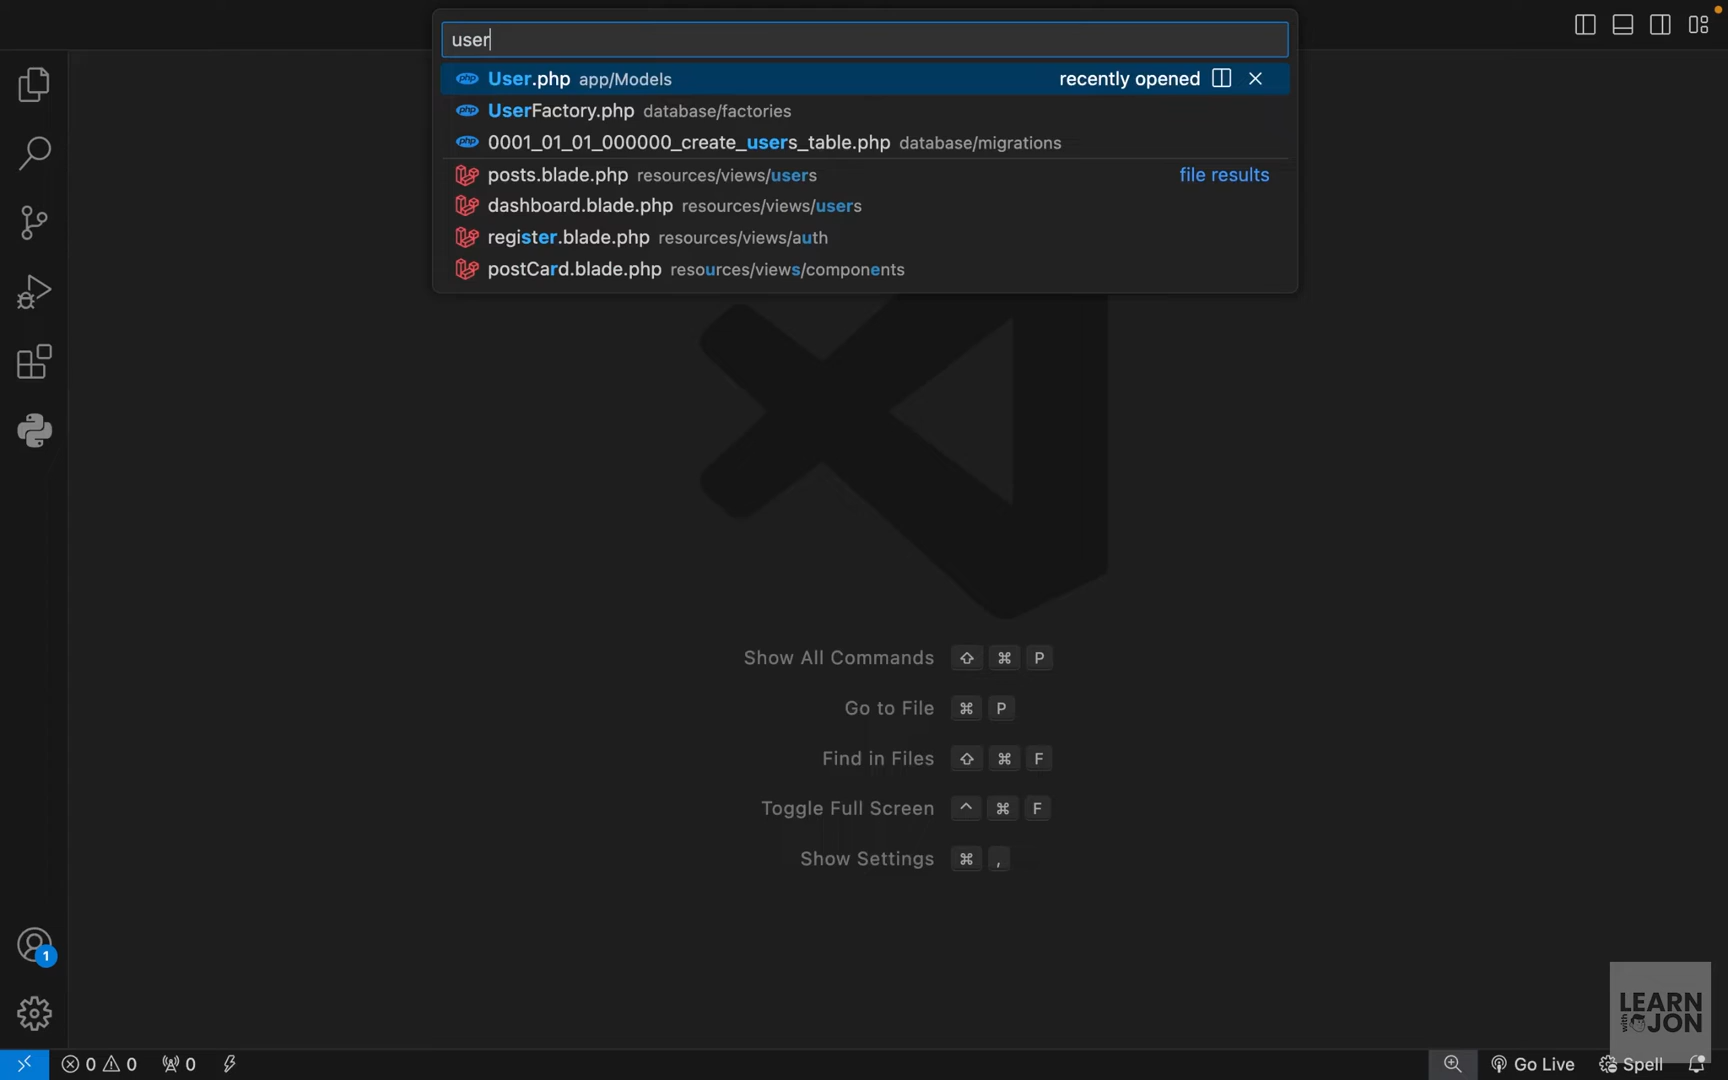 user
User.php app/Models recently opened
UserFactory.php database/factories
0001_01_01_000000_create_users_table.php database/migrations
posts.blade.php resources/views/users file results
dashboard.blade.php resources/views/users
register.blade.php resources/views/auth
postCard.blade.php resources/views/components
Show All Commands ⇧ ⌘ P
Go to File ⌘ P
Find in Files ⇧ ⌘ F
Toggle Full Screen ^ ⌘ F
Show Settings ⌘ ,
1
LEARN
with JON
0 0 0 Go Live Spell